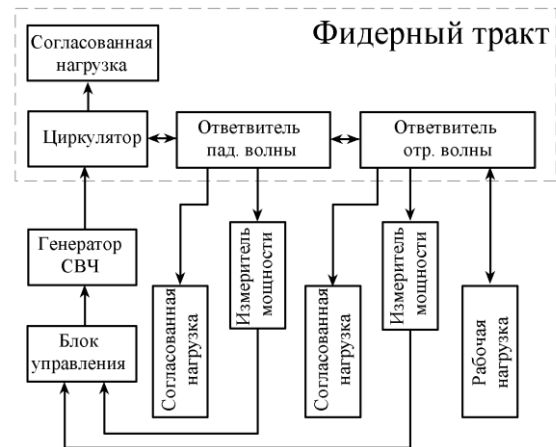 Фидерный тракт
Согласованная
нагрузка
Циркулятор
Ответвитель
пад. волны
Ответвитель
отр. волны
Генератор
СВЧ
Блок
управления
Согласованная
нагрузка
Измеритель
мощности
Согласованная
нагрузка
Измеритель
мощности
Рабочая
нагрузка